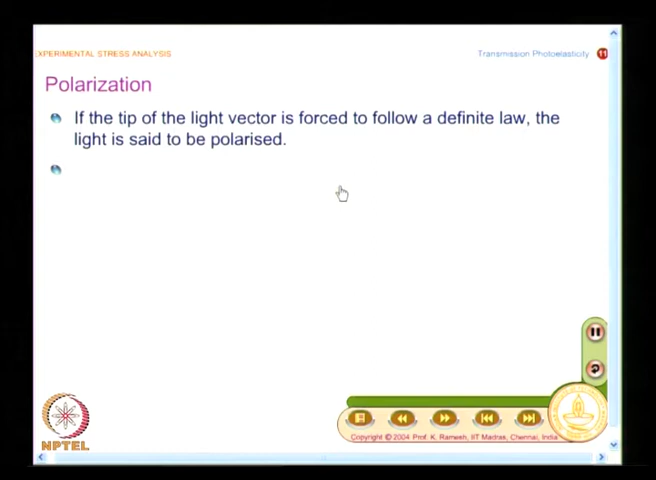 EXPERIMENTAL STRESS ANALYSIS
Transmission Photoelasticity 11
Polarization
If the tip of the light vector is forced to follow a definite law, the
light is said to be polarised.
NPTEL
Copyright © 2004 Prof. K. Ramesh, IIT Madras, Chennai, India